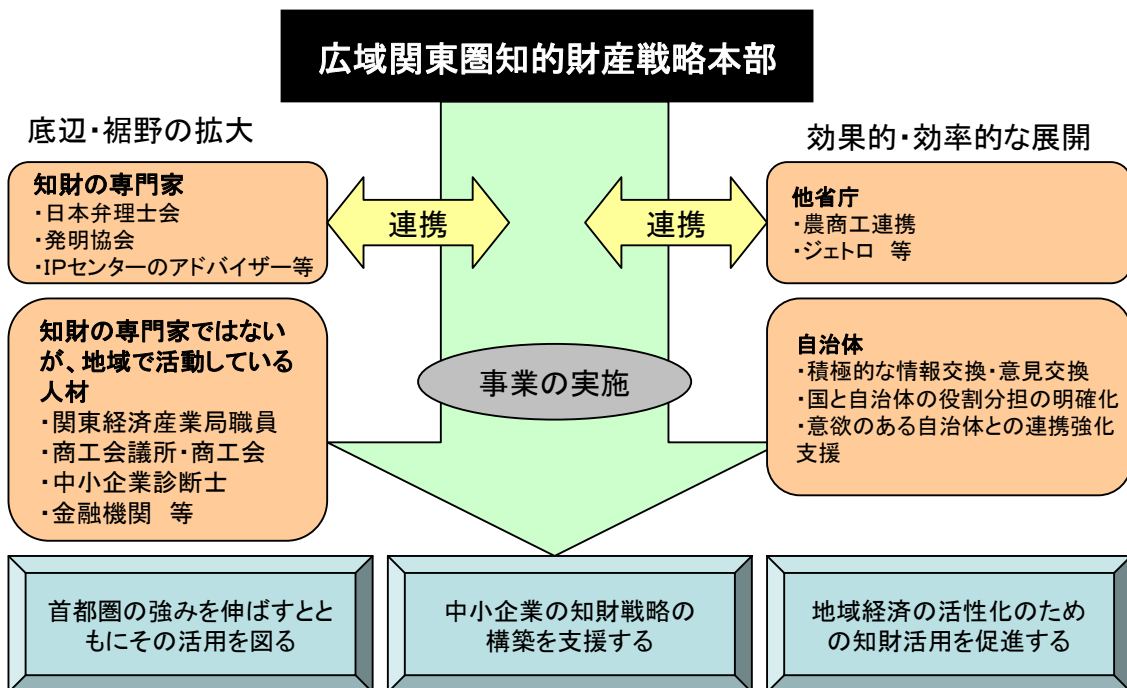 広域関東圏知的財産戦略本部
底辺・裾野の拡大
知財の専門家
・日本弁理士会
・発明協会
・IPセンターのアドバイザー等
連携
連携
効果的・効率的な展開
他省庁
・農商工連携
・ジェトロ 等
知財の専門家ではない
が、地域で活動している
人材
・関東経済産業局職員
・商工会議所・商工会
・中小企業診断士
・金融機関 等
事業の実施
自治体
・積極的な情報交換・意見交換
・国と自治体の役割分担の明確化
・意欲のある自治体との連携強化
支援
首都圏の強みを伸ばすとと
もにその活用を図る
中小企業の知財戦略の
構築を支援する
地域経済の活性化のため
の知財活用を促進する